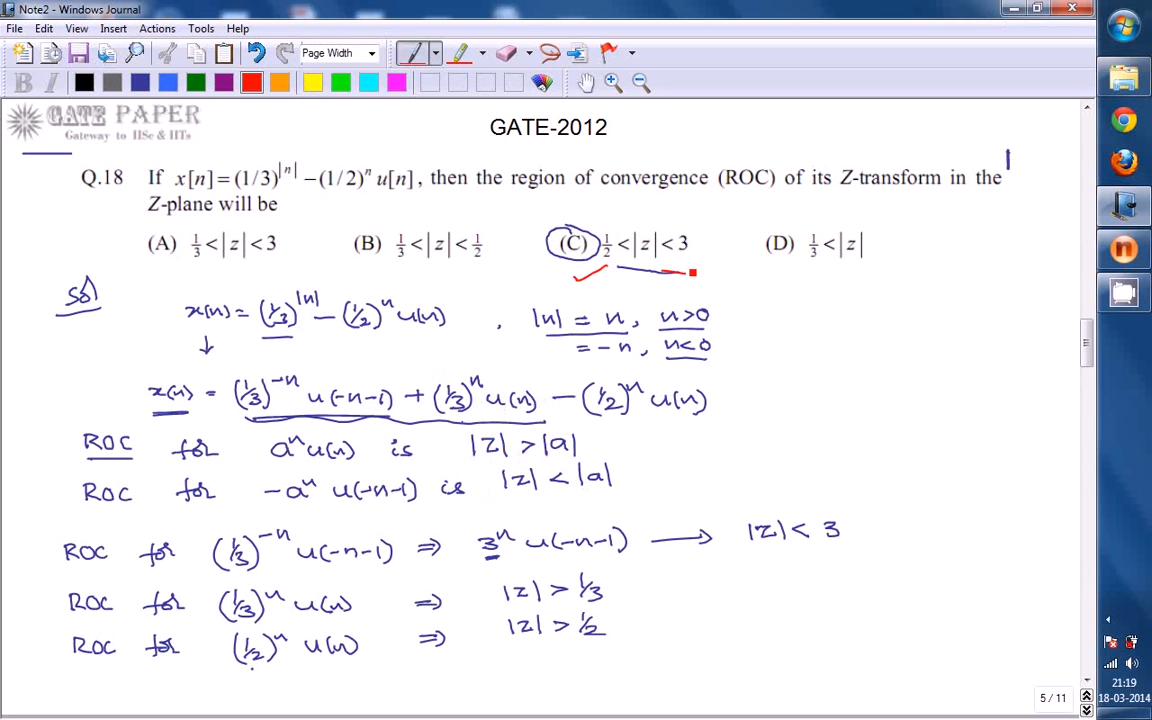 Note2 - Windows Journal
File Edit View Insert Actions Tools Help
Page Width
B I
GATE PAPER
Gateway to IISc & IITs
GATE-2012
Q.18 If x[n] = (1/3)^|n| − (1/2)^n u[n], then the region of convergence (ROC) of its Z-transform in the
Z-plane will be
(A) 1/3 < |z| < 3 (B) 1/3 < |z| < 1/2 (C) 1/2 < |z| < 3 (D) 1/3 < |z|
Sol
x(n) = (1/3)^|n| − (1/2)^n u(n) , |n| = n, n>0
= −n, n<0
x(n) = (1/3)^−n u(−n−1) + (1/3)^n u(n) − (1/2)^n u(n)
ROC for a^n u(n) is |z| > |a|
ROC for −a^n u(−n−1) is |z| < |a|
ROC for (1/3)^−n u(−n−1) ⇒ 3^n u(−n−1) → |z| < 3
ROC for (1/3)^n u(n) ⇒ |z| > 1/3
ROC for (1/2)^n u(n) ⇒ |z| > 1/2
5 / 11
21:19
18-03-2014